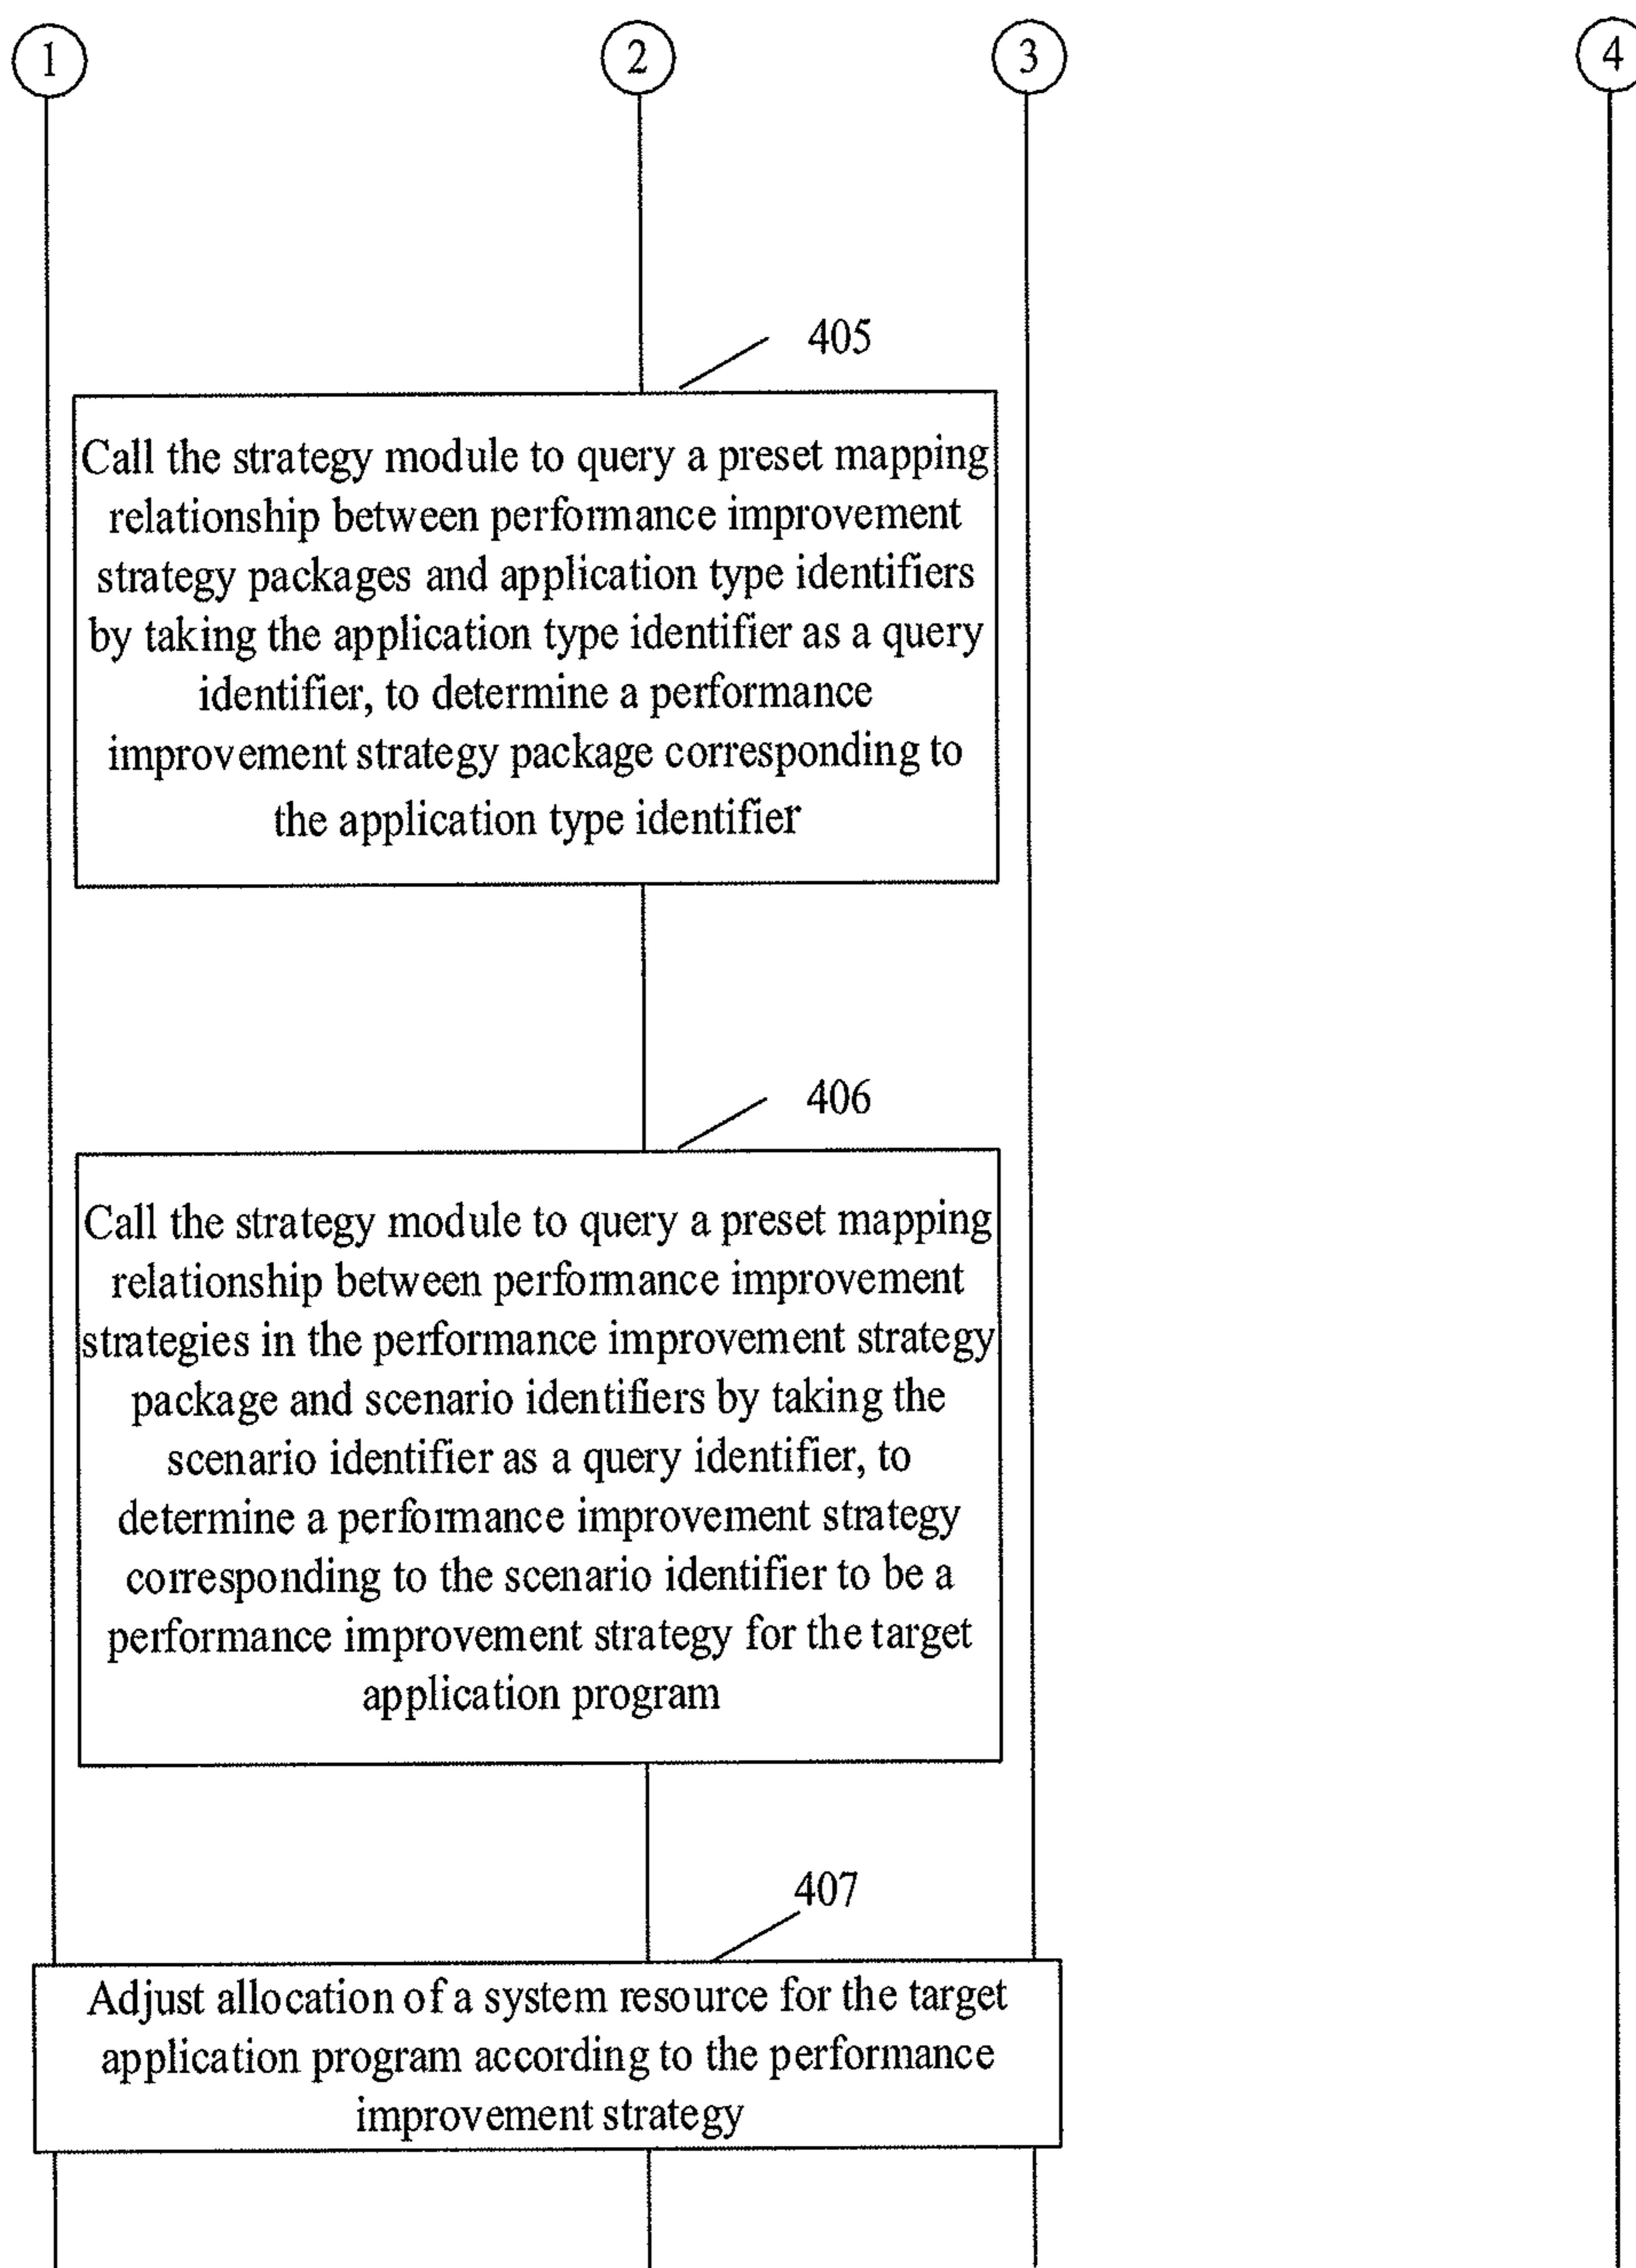 1
2
3
4
405
Call the strategy module to query a preset mapping
relationship between performance improvement
strategy packages and application type identifiers
by taking the application type identifier as a query
identifier, to determine a performance
improvement strategy package corresponding to
the application type identifier
406
Call the strategy module to query a preset mapping
relationship between performance improvement
strategies in the performance improvement strategy
package and scenario identifiers by taking the
scenario identifier as a query identifier, to
determine a performance improvement strategy
corresponding to the scenario identifier to be a
performance improvement strategy for the target
application program
407
Adjust allocation of a system resource for the target
application program according to the performance
improvement strategy